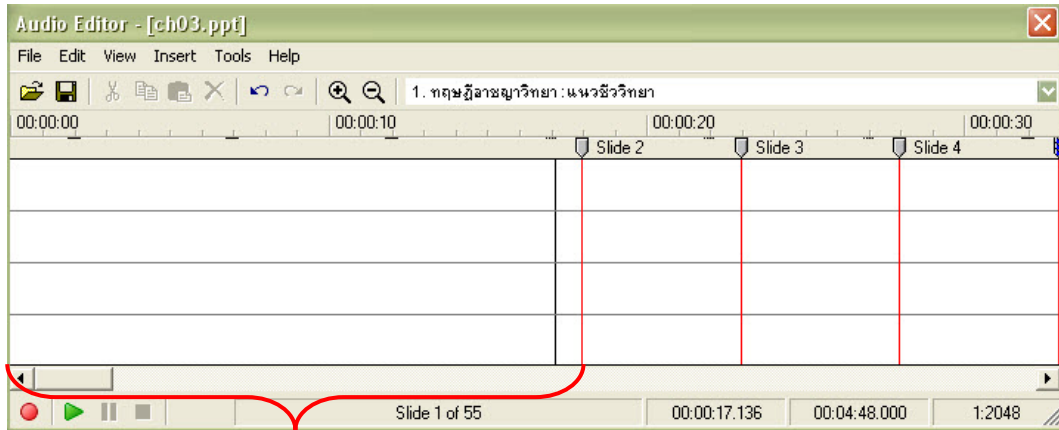 Audio Editor - [ch03.ppt]
File Edit View Insert Tools Help
1. ทฤษฎีอาชญาวิทยา : แนวชีววิทยา
00:00:00 00:00:10 00:00:20 00:00:30
Slide 2 Slide 3 Slide 4
Slide 1 of 55 00:00:17.136 00:04:48.000 1:2048